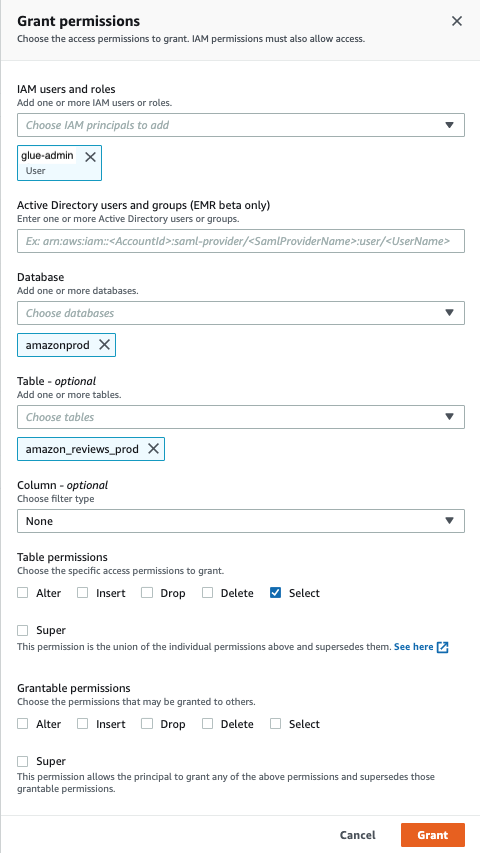 Grant permissions
Choose the access permissions to grant. IAM permissions must also allow access.
IAM users and roles
Add one or more IAM users or roles.
Choose IAM principals to add
glue-admin
User
Active Directory users and groups (EMR beta only)
Enter one or more Active Directory users or groups.
Ex: arn:aws:iam::<AccountId>:saml-provider/<SamlProviderName>:user/<UserName>
Database
Add one or more databases.
Choose databases
amazonprod
Table - optional
Add one or more tables.
Choose tables
amazon_reviews_prod
Column - optional
Choose filter type
None
Table permissions
Choose the specific access permissions to grant.
Alter Insert Drop Delete Select
Super
This permission is the union of the individual permissions above and supersedes them. See here
Grantable permissions
Choose the permissions that may be granted to others.
Alter Insert Drop Delete Select
Super
This permission allows the principal to grant any of the above permissions and supersedes those
grantable permissions.
Cancel Grant